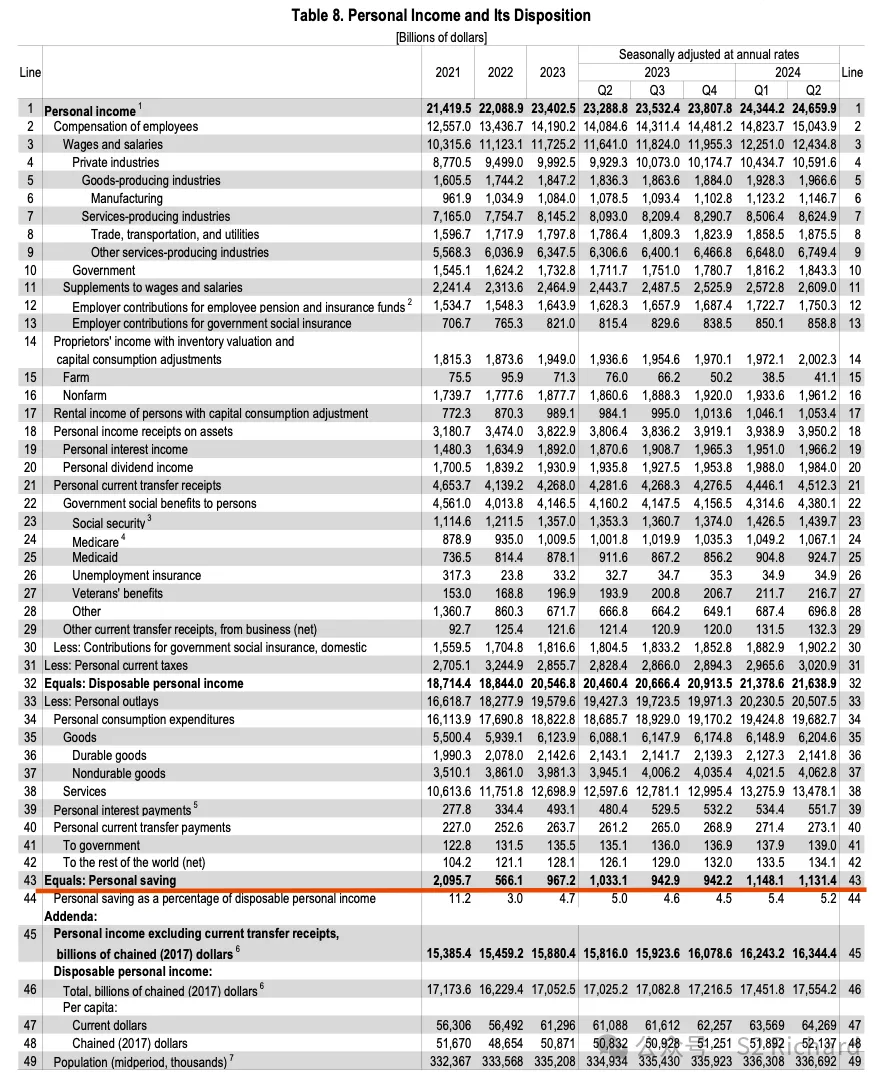 Table 8. Personal Income and Its Disposition
[Billions of dollars]
Seasonally adjusted at annual rates
Line 2021 2022 2023 2023 2024 Line
Q2 Q3 Q4 Q1 Q2
1 Personal income 1 21,419.5 22,088.9 23,402.5 23,288.8 23,532.4 23,807.8 24,344.2 24,659.9 1
2 Compensation of employees 12,557.0 13,436.7 14,190.2 14,084.6 14,311.4 14,481.2 14,823.7 15,043.9 2
3 Wages and salaries 10,315.6 11,123.1 11,725.2 11,641.0 11,824.0 11,955.3 12,251.0 12,434.8 3
4 Private industries 8,770.5 9,499.0 9,992.5 9,929.3 10,073.0 10,174.7 10,434.7 10,591.6 4
5 Goods-producing industries 1,605.5 1,744.2 1,847.2 1,836.3 1,863.6 1,884.0 1,928.3 1,966.6 5
6 Manufacturing 961.9 1,034.9 1,084.0 1,078.5 1,093.4 1,102.8 1,123.2 1,146.7 6
7 Services-producing industries 7,165.0 7,754.7 8,145.2 8,093.0 8,209.4 8,290.7 8,506.4 8,624.9 7
8 Trade, transportation, and utilities 1,596.7 1,717.9 1,797.8 1,786.4 1,809.3 1,823.9 1,858.5 1,875.5 8
9 Other services-producing industries 5,568.3 6,036.9 6,347.5 6,306.6 6,400.1 6,466.8 6,648.0 6,749.4 9
10 Government 1,545.1 1,624.2 1,732.8 1,711.7 1,751.0 1,780.7 1,816.2 1,843.3 10
11 Supplements to wages and salaries 2,241.4 2,313.6 2,464.9 2,443.7 2,487.5 2,525.9 2,572.8 2,609.0 11
12 Employer contributions for employee pension and insurance funds 2 1,534.7 1,548.3 1,643.9 1,628.3 1,657.9 1,687.4 1,722.7 1,750.3 12
13 Employer contributions for government social insurance 706.7 765.3 821.0 815.4 829.6 838.5 850.1 858.8 13
14 Proprietors' income with inventory valuation and
capital consumption adjustments 1,815.3 1,873.6 1,949.0 1,936.6 1,954.6 1,970.1 1,972.1 2,002.3 14
15 Farm 75.5 95.9 71.3 76.0 66.2 50.2 38.5 41.1 15
16 Nonfarm 1,739.7 1,777.6 1,877.7 1,860.6 1,888.3 1,920.0 1,933.6 1,961.2 16
17 Rental income of persons with capital consumption adjustment 772.3 870.3 989.1 984.1 995.0 1,013.6 1,046.1 1,053.4 17
18 Personal income receipts on assets 3,180.7 3,474.0 3,822.9 3,806.4 3,836.2 3,919.1 3,938.9 3,950.2 18
19 Personal interest income 1,480.3 1,634.9 1,892.0 1,870.6 1,908.7 1,965.3 1,951.0 1,966.2 19
20 Personal dividend income 1,700.5 1,839.2 1,930.9 1,935.8 1,927.5 1,953.8 1,988.0 1,984.0 20
21 Personal current transfer receipts 4,653.7 4,139.2 4,268.0 4,281.6 4,268.3 4,276.5 4,446.1 4,512.3 21
22 Government social benefits to persons 4,561.0 4,013.8 4,146.5 4,160.2 4,147.5 4,156.5 4,314.6 4,380.1 22
23 Social security 3 1,114.6 1,211.5 1,357.0 1,353.3 1,360.7 1,374.0 1,426.5 1,439.7 23
24 Medicare 4 878.9 935.0 1,009.5 1,001.8 1,019.9 1,035.3 1,049.2 1,067.1 24
25 Medicaid 736.5 814.4 878.1 911.6 867.2 856.2 904.8 924.7 25
26 Unemployment insurance 317.3 23.8 33.2 32.7 34.7 35.3 34.9 34.9 26
27 Veterans' benefits 153.0 168.8 196.9 193.9 200.8 206.7 211.7 216.7 27
28 Other 1,360.7 860.3 671.7 666.8 664.2 649.1 687.4 696.8 28
29 Other current transfer receipts, from business (net) 92.7 125.4 121.6 121.4 120.9 120.0 131.5 132.3 29
30 Less: Contributions for government social insurance, domestic 1,559.5 1,704.8 1,816.6 1,804.5 1,833.2 1,852.8 1,882.9 1,902.2 30
31 Less: Personal current taxes 2,705.1 3,244.9 2,855.7 2,828.4 2,866.0 2,894.3 2,965.6 3,020.9 31
32 Equals: Disposable personal income 18,714.4 18,844.0 20,546.8 20,460.4 20,666.4 20,913.5 21,378.6 21,638.9 32
33 Less: Personal outlays 16,618.7 18,277.9 19,579.6 19,427.3 19,723.5 19,971.3 20,230.5 20,507.5 33
34 Personal consumption expenditures 16,113.9 17,690.8 18,822.8 18,685.7 18,929.0 19,170.2 19,424.8 19,682.7 34
35 Goods 5,500.4 5,939.1 6,123.9 6,088.1 6,147.9 6,174.8 6,148.9 6,204.6 35
36 Durable goods 1,990.3 2,078.0 2,142.6 2,143.1 2,141.7 2,139.3 2,127.3 2,141.8 36
37 Nondurable goods 3,510.1 3,861.0 3,981.3 3,945.1 4,006.2 4,035.4 4,021.5 4,062.8 37
38 Services 10,613.6 11,751.8 12,698.9 12,597.6 12,781.1 12,995.4 13,275.9 13,478.1 38
39 Personal interest payments 5 277.8 334.4 493.1 480.4 529.5 532.2 534.4 551.7 39
40 Personal current transfer payments 227.0 252.6 263.7 261.2 265.0 268.9 271.4 273.1 40
41 To government 122.8 131.5 135.5 135.1 136.0 136.9 137.9 139.0 41
42 To the rest of the world (net) 104.2 121.1 128.1 126.1 129.0 132.0 133.5 134.1 42
43 Equals: Personal saving 2,095.7 566.1 967.2 1,033.1 942.9 942.2 1,148.1 1,131.4 43
44 Personal saving as a percentage of disposable personal income 11.2 3.0 4.7 5.0 4.6 4.5 5.4 5.2 44
Addenda:
45 Personal income excluding current transfer receipts,
billions of chained (2017) dollars 6 15,385.4 15,459.2 15,880.4 15,816.0 15,923.6 16,078.6 16,243.2 16,344.4 45
Disposable personal income:
46 Total, billions of chained (2017) dollars 6 17,173.6 16,229.4 17,052.5 17,025.2 17,082.8 17,216.5 17,451.8 17,554.2 46
Per capita:
47 Current dollars 56,306 56,492 61,296 61,088 61,612 62,257 63,569 64,269 47
48 Chained (2017) dollars 51,670 48,654 50,871 50,832 50,928 51,251 51,892 52,137 48
49 Population (midperiod, thousands) 7 332,367 333,568 335,208 334,934 335,430 335,923 336,308 336,692 49
公众号 · S2 Richard